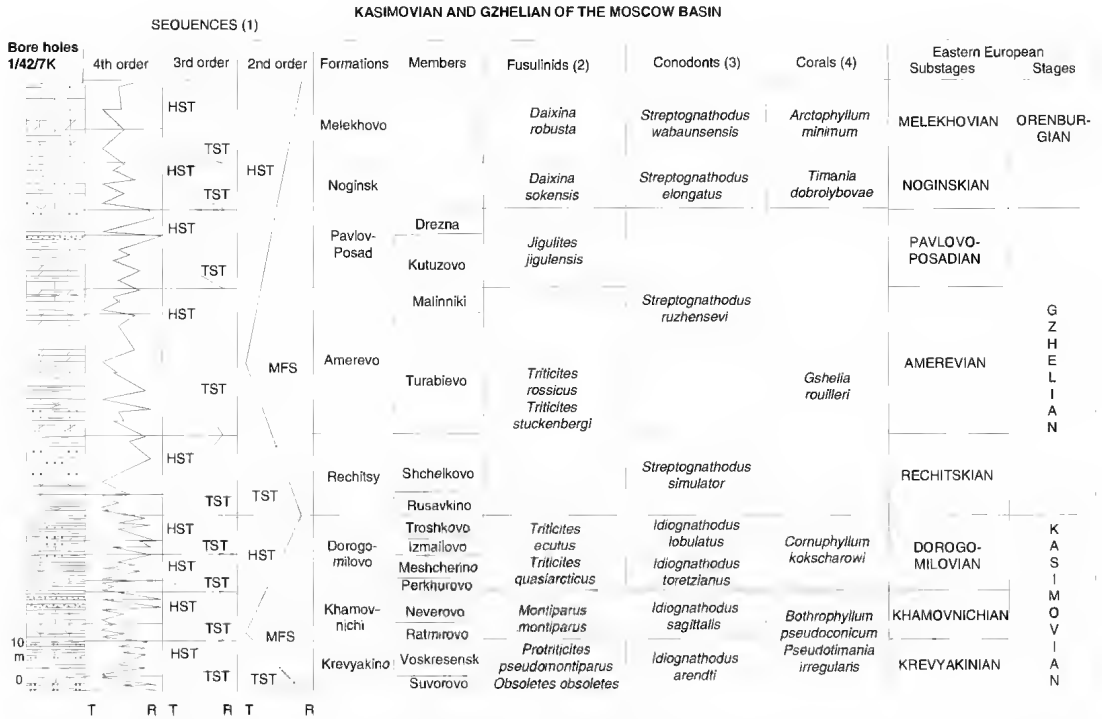 KASIMOVIAN AND GZHELIAN OF THE MOSCOW BASIN
SEQUENCES (1)
Bore holes
1/42/7K
4th order
3rd order
2nd order
Formations
Members
Fusulinids (2)
Conodonts (3)
Corals (4)
Eastern European
Substages
Stages
HST
TST
HST
TST
HST
TST
HST
TST
HST
TST
HST
TST
HST
TST
HST
TST
HST
TST
HST
MFS
TST
HST
MFS
TST
Melekhovo
Noginsk
Pavlov-
Posad
Amerevo
Rechitsy
Dorogo-
milovo
Khamov-
nichi
Krevyakino
Drezna
Kutuzovo
Malinniki
Turabievo
Shchelkovo
Rusavkino
Troshkovo
Izmailovo
Meshcherino
Perkhurovo
Neverovo
Ratmirovo
Voskresensk
Suvorovo
Daixina
robusta
Daixina
sokensis
Jigulites
jigulensis
Triticites
rossicus
Triticites
stuckenbergi
Triticites
ecutus
Triticites
quasiarcticus
Montiparus
montiparus
Protriticites
pseudomontiparus
Obsoletes obsoletes
Streptognathodus
wabaunsensis
Streptognathodus
elongatus
Streptognathodus
ruzhensevi
Streptognathodus
simulator
Idiognathodus
lobulatus
Idiognathodus
toretzianus
Idiognathodus
sagittalis
Idiognathodus
arendti
Arctophyllum
minimum
Timania
dobrolybovae
Gshelia
rouilleri
Cornuphyllum
kokscharowi
Bothrophyllum
pseudoconicum
Pseudotimania
irregularis
MELEKHOVIAN
NOGINSKIAN
PAVLOVO-
POSADIAN
AMEREVIAN
RECHITSKIAN
DOROGO-
MILOVIAN
KHAMOVNICHIAN
KREVYAKINIAN
ORENBUR-
GIAN
G
Z
H
E
L
I
A
N
K
A
S
I
M
O
V
I
A
N
10
m
0
T R T R T R